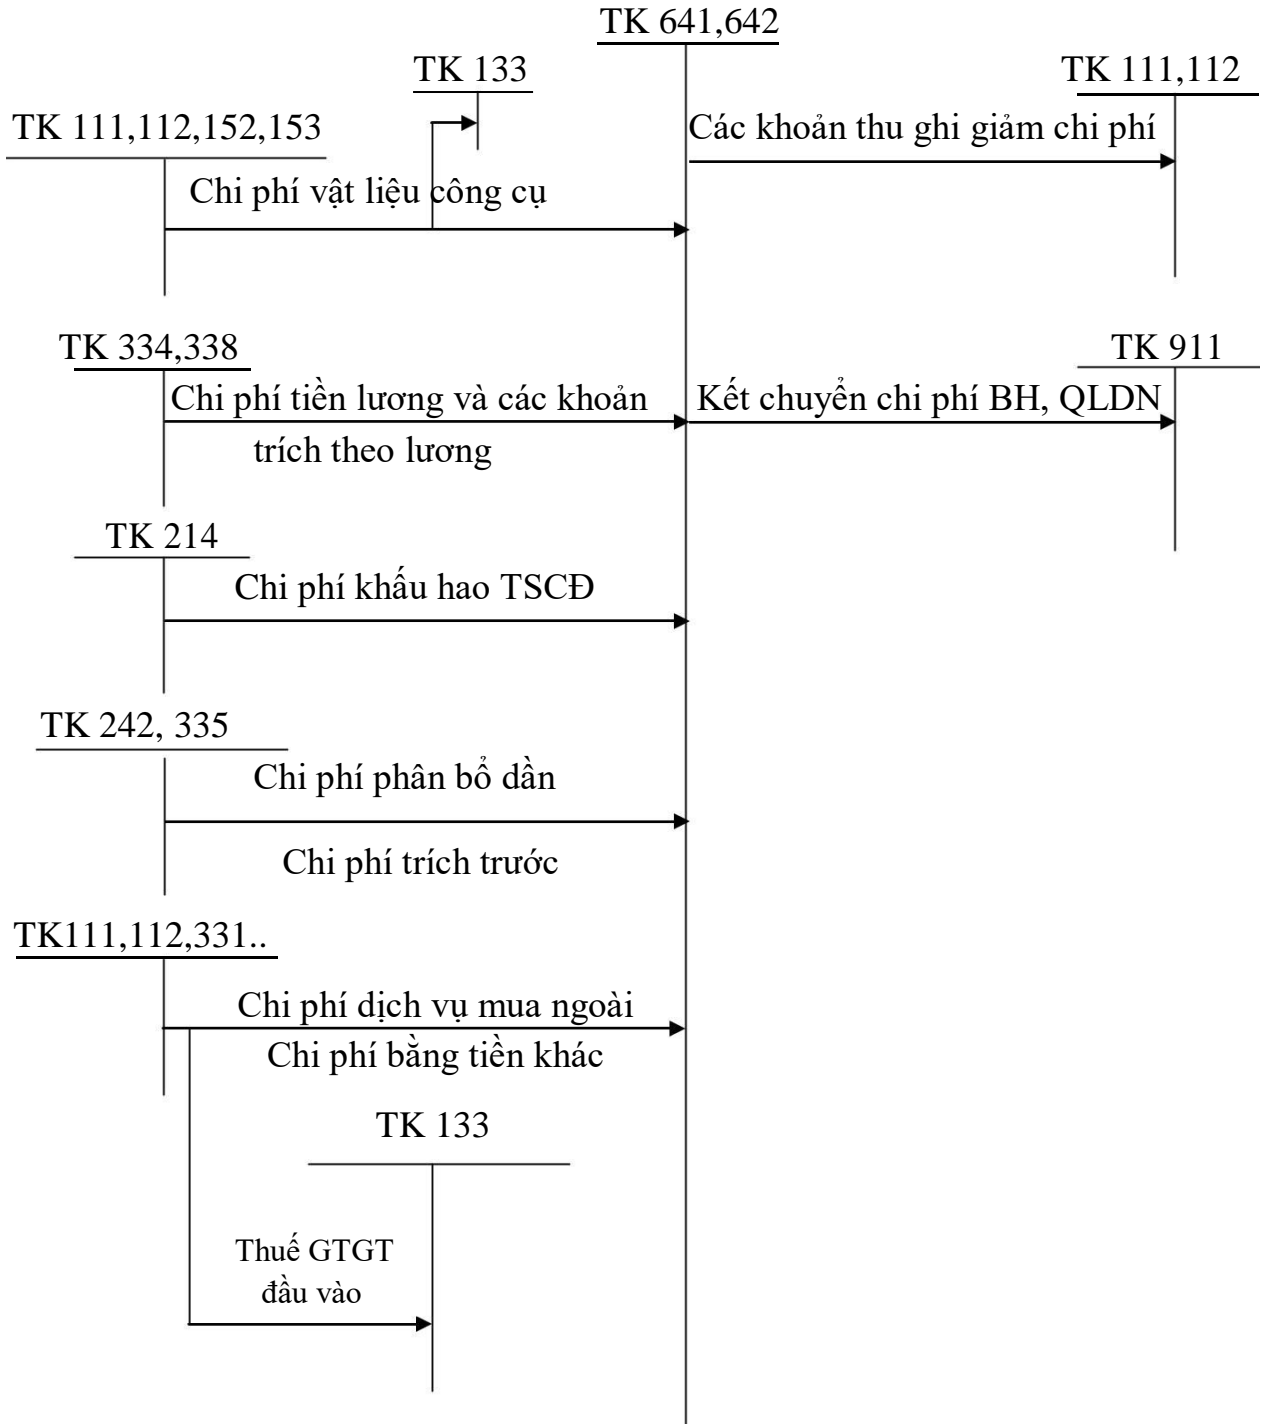 TK 641,642
TK 133
TK 111,112
TK 111,112,152,153
Các khoản thu ghi giảm chi phí
Chi phí vật liệu công cụ
TK 334,338
TK 911
Chi phí tiền lương và các khoản
trích theo lương
Kết chuyển chi phí BH, QLDN
TK 214
Chi phí khấu hao TSCĐ
TK 242, 335
Chi phí phân bổ dần
Chi phí trích trước
TK111,112,331..
Chi phí dịch vụ mua ngoài
Chi phí bằng tiền khác
TK 133
Thuế GTGT
đầu vào